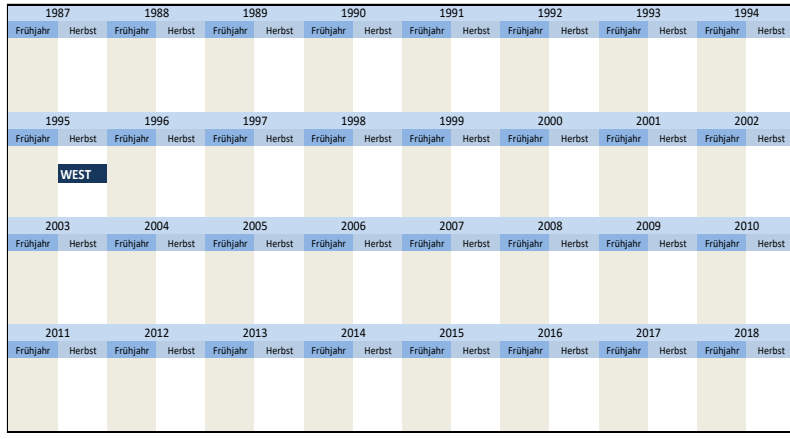 1987 1988 1989 1990 1991 1992 1993 1994
Frühjahr Herbst Frühjahr Herbst Frühjahr Herbst Frühjahr Herbst Frühjahr Herbst Frühjahr Herbst Frühjahr Herbst Frühjahr Herbst
1995 1996 1997 1998 1999 2000 2001 2002
Frühjahr Herbst Frühjahr Herbst Frühjahr Herbst Frühjahr Herbst Frühjahr Herbst Frühjahr Herbst Frühjahr Herbst Frühjahr Herbst
WEST
2003 2004 2005 2006 2007 2008 2009 2010
Frühjahr Herbst Frühjahr Herbst Frühjahr Herbst Frühjahr Herbst Frühjahr Herbst Frühjahr Herbst Frühjahr Herbst Frühjahr Herbst
2011 2012 2013 2014 2015 2016 2017 2018
Frühjahr Herbst Frühjahr Herbst Frühjahr Herbst Frühjahr Herbst Frühjahr Herbst Frühjahr Herbst Frühjahr Herbst Frühjahr Herbst